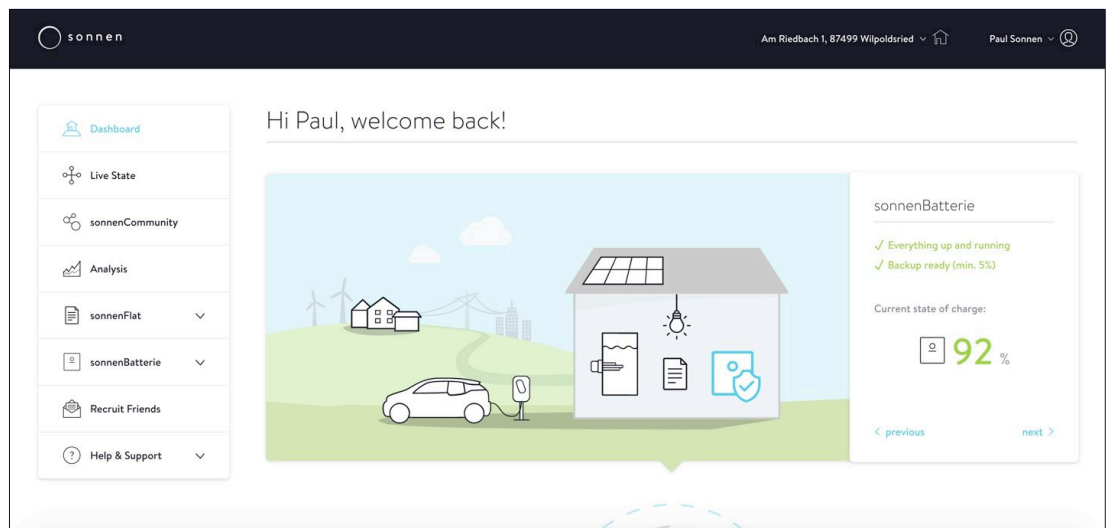 sonnen
Am Riedbach 1, 87499 Wilpoldsried
Paul Sonnen
Dashboard
Live State
sonnenCommunity
Analysis
sonnenFlat
sonnenBatterie
Recruit Friends
? Help & Support
Hi Paul, welcome back!
sonnenBatterie
✓ Everything up and running
✓ Backup ready (min. 5%)
Current state of charge:
92 %
< previous
next >